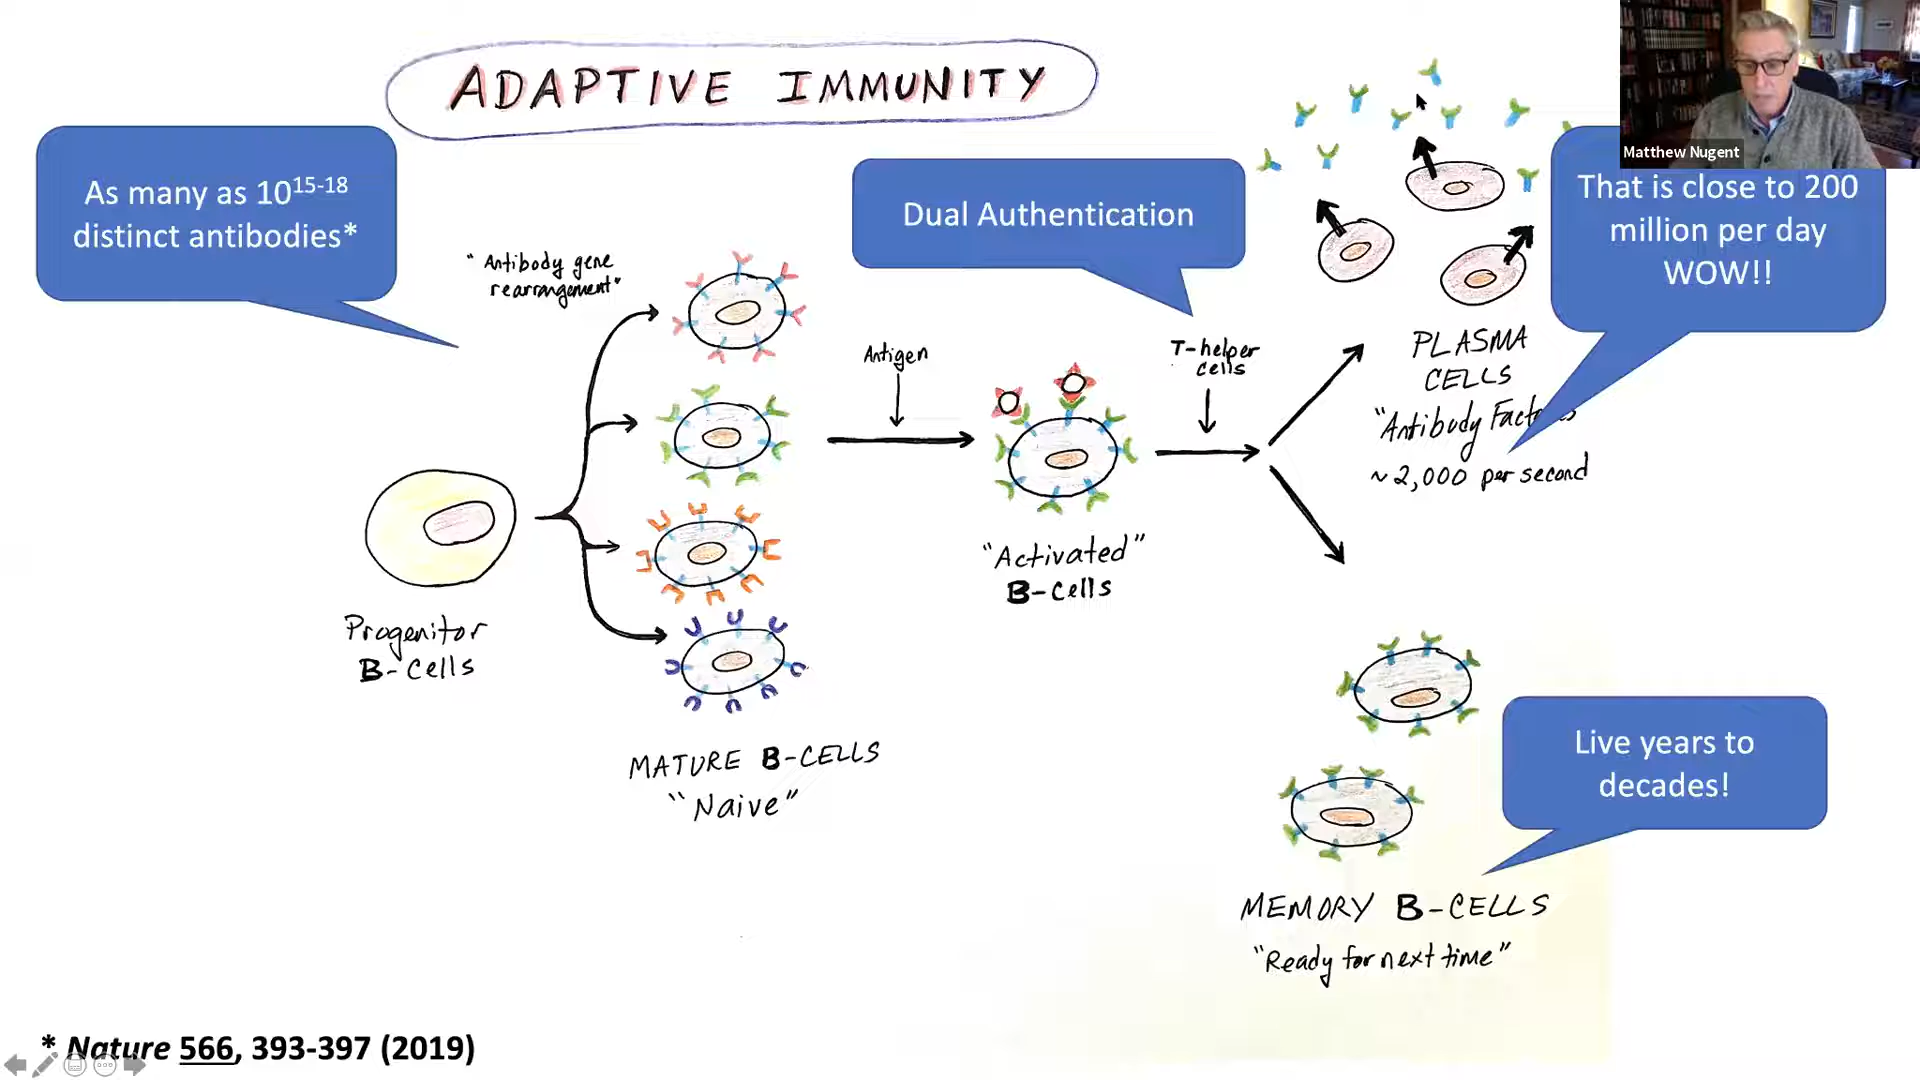 ADAPTIVE IMMUNITY
Matthew Nugent
As many as 10¹⁵⁻¹⁸
distinct antibodies*
Dual Authentication
That is close to 200
million per day
WOW!!
"Antibody gene
rearrangement"
Antigen
T-helper
cells
PLASMA
CELLS
"Antibody
~2,000 per second
"Activated"
B-Cells
Progenitor
B-Cells
MATURE B-CELLS
"Naive"
Live years to
decades!
MEMORY B-CELLS
"Ready for next time"
* Nature 566, 393-397 (2019)